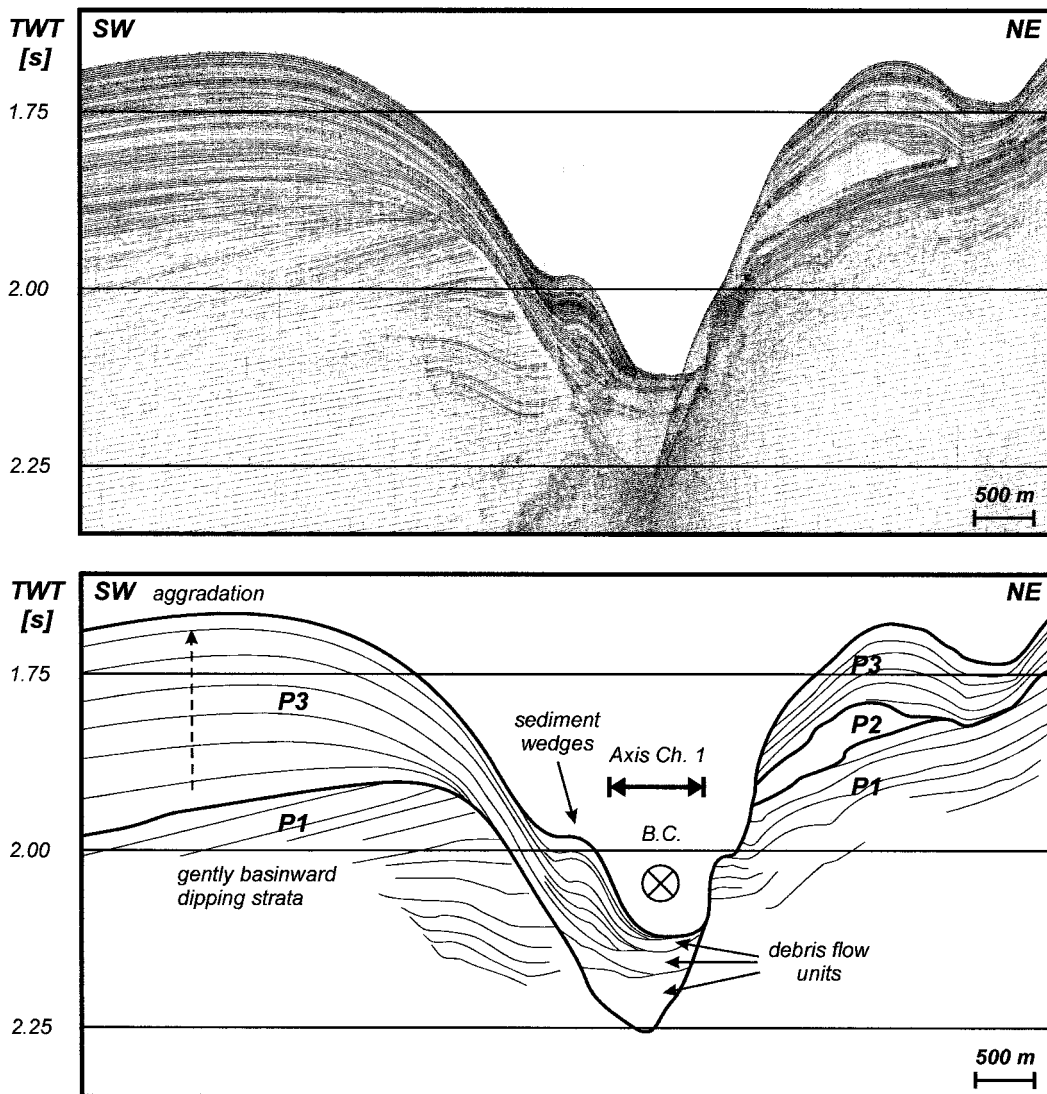 TWT
[s]
SW
NE
1.75
2.00
2.25
500 m
TWT
[s]
SW
aggradation
NE
1.75
P3
P3
sediment
wedges
P2
Axis Ch. 1
P1
P1
B.C.
2.00
gently basinward
dipping strata
debris flow
units
2.25
500 m